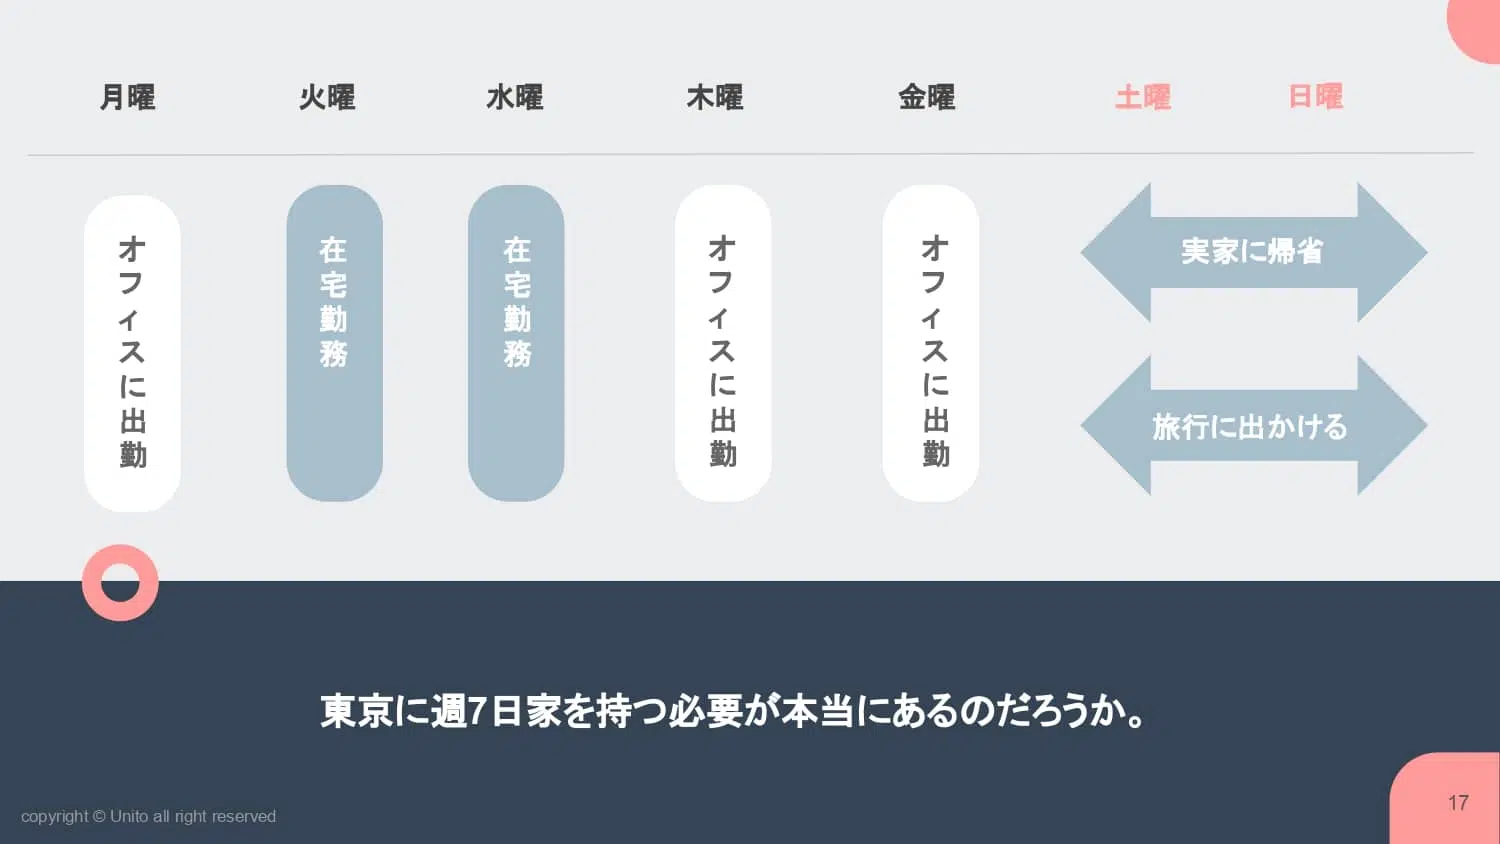 月曜 火曜 水曜 木曜 金曜 土曜 日曜
オフィスに出勤
在宅勤務
在宅勤務
オフィスに出勤
オフィスに出勤
実家に帰省
旅行に出かける
東京に週7日家を持つ必要が本当にあるのだろうか。
copyright © Unito all right reserved
17